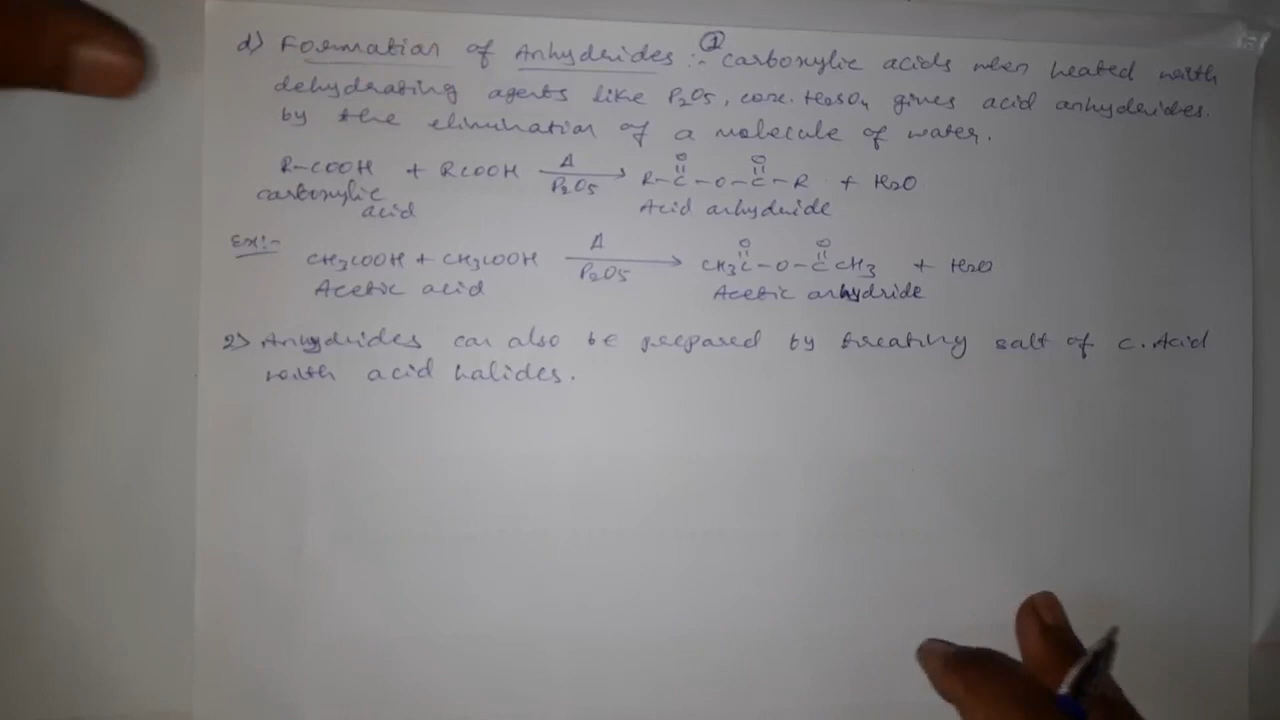 d) Formation of Anhydrides :- ① Carboxylic acids when heated with
dehydrating agents like P2O5, conc. H2SO4 gives acid anhydrides.
by the elimination of a molecule of water.
R-COOH + RCOOH Δ P2O5 → R-C(=O)-O-C(=O)-R + H2O
carboxylic acid Acid anhydride
Ex:- CH3COOH + CH3COOH Δ P2O5 → CH3C(=O)-O-C(=O)CH3 + H2O
Acetic acid Acetic anhydride
2) Anhydrides can also be prepared by treating salt of C. Acid
with acid halides.